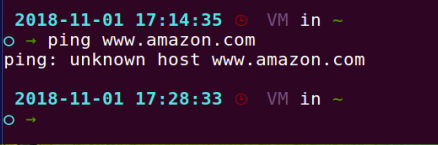 2018-11-01 17:14:35 VM in ~
→ ping www.amazon.com
ping: unknown host www.amazon.com
2018-11-01 17:28:33 VM in ~
→